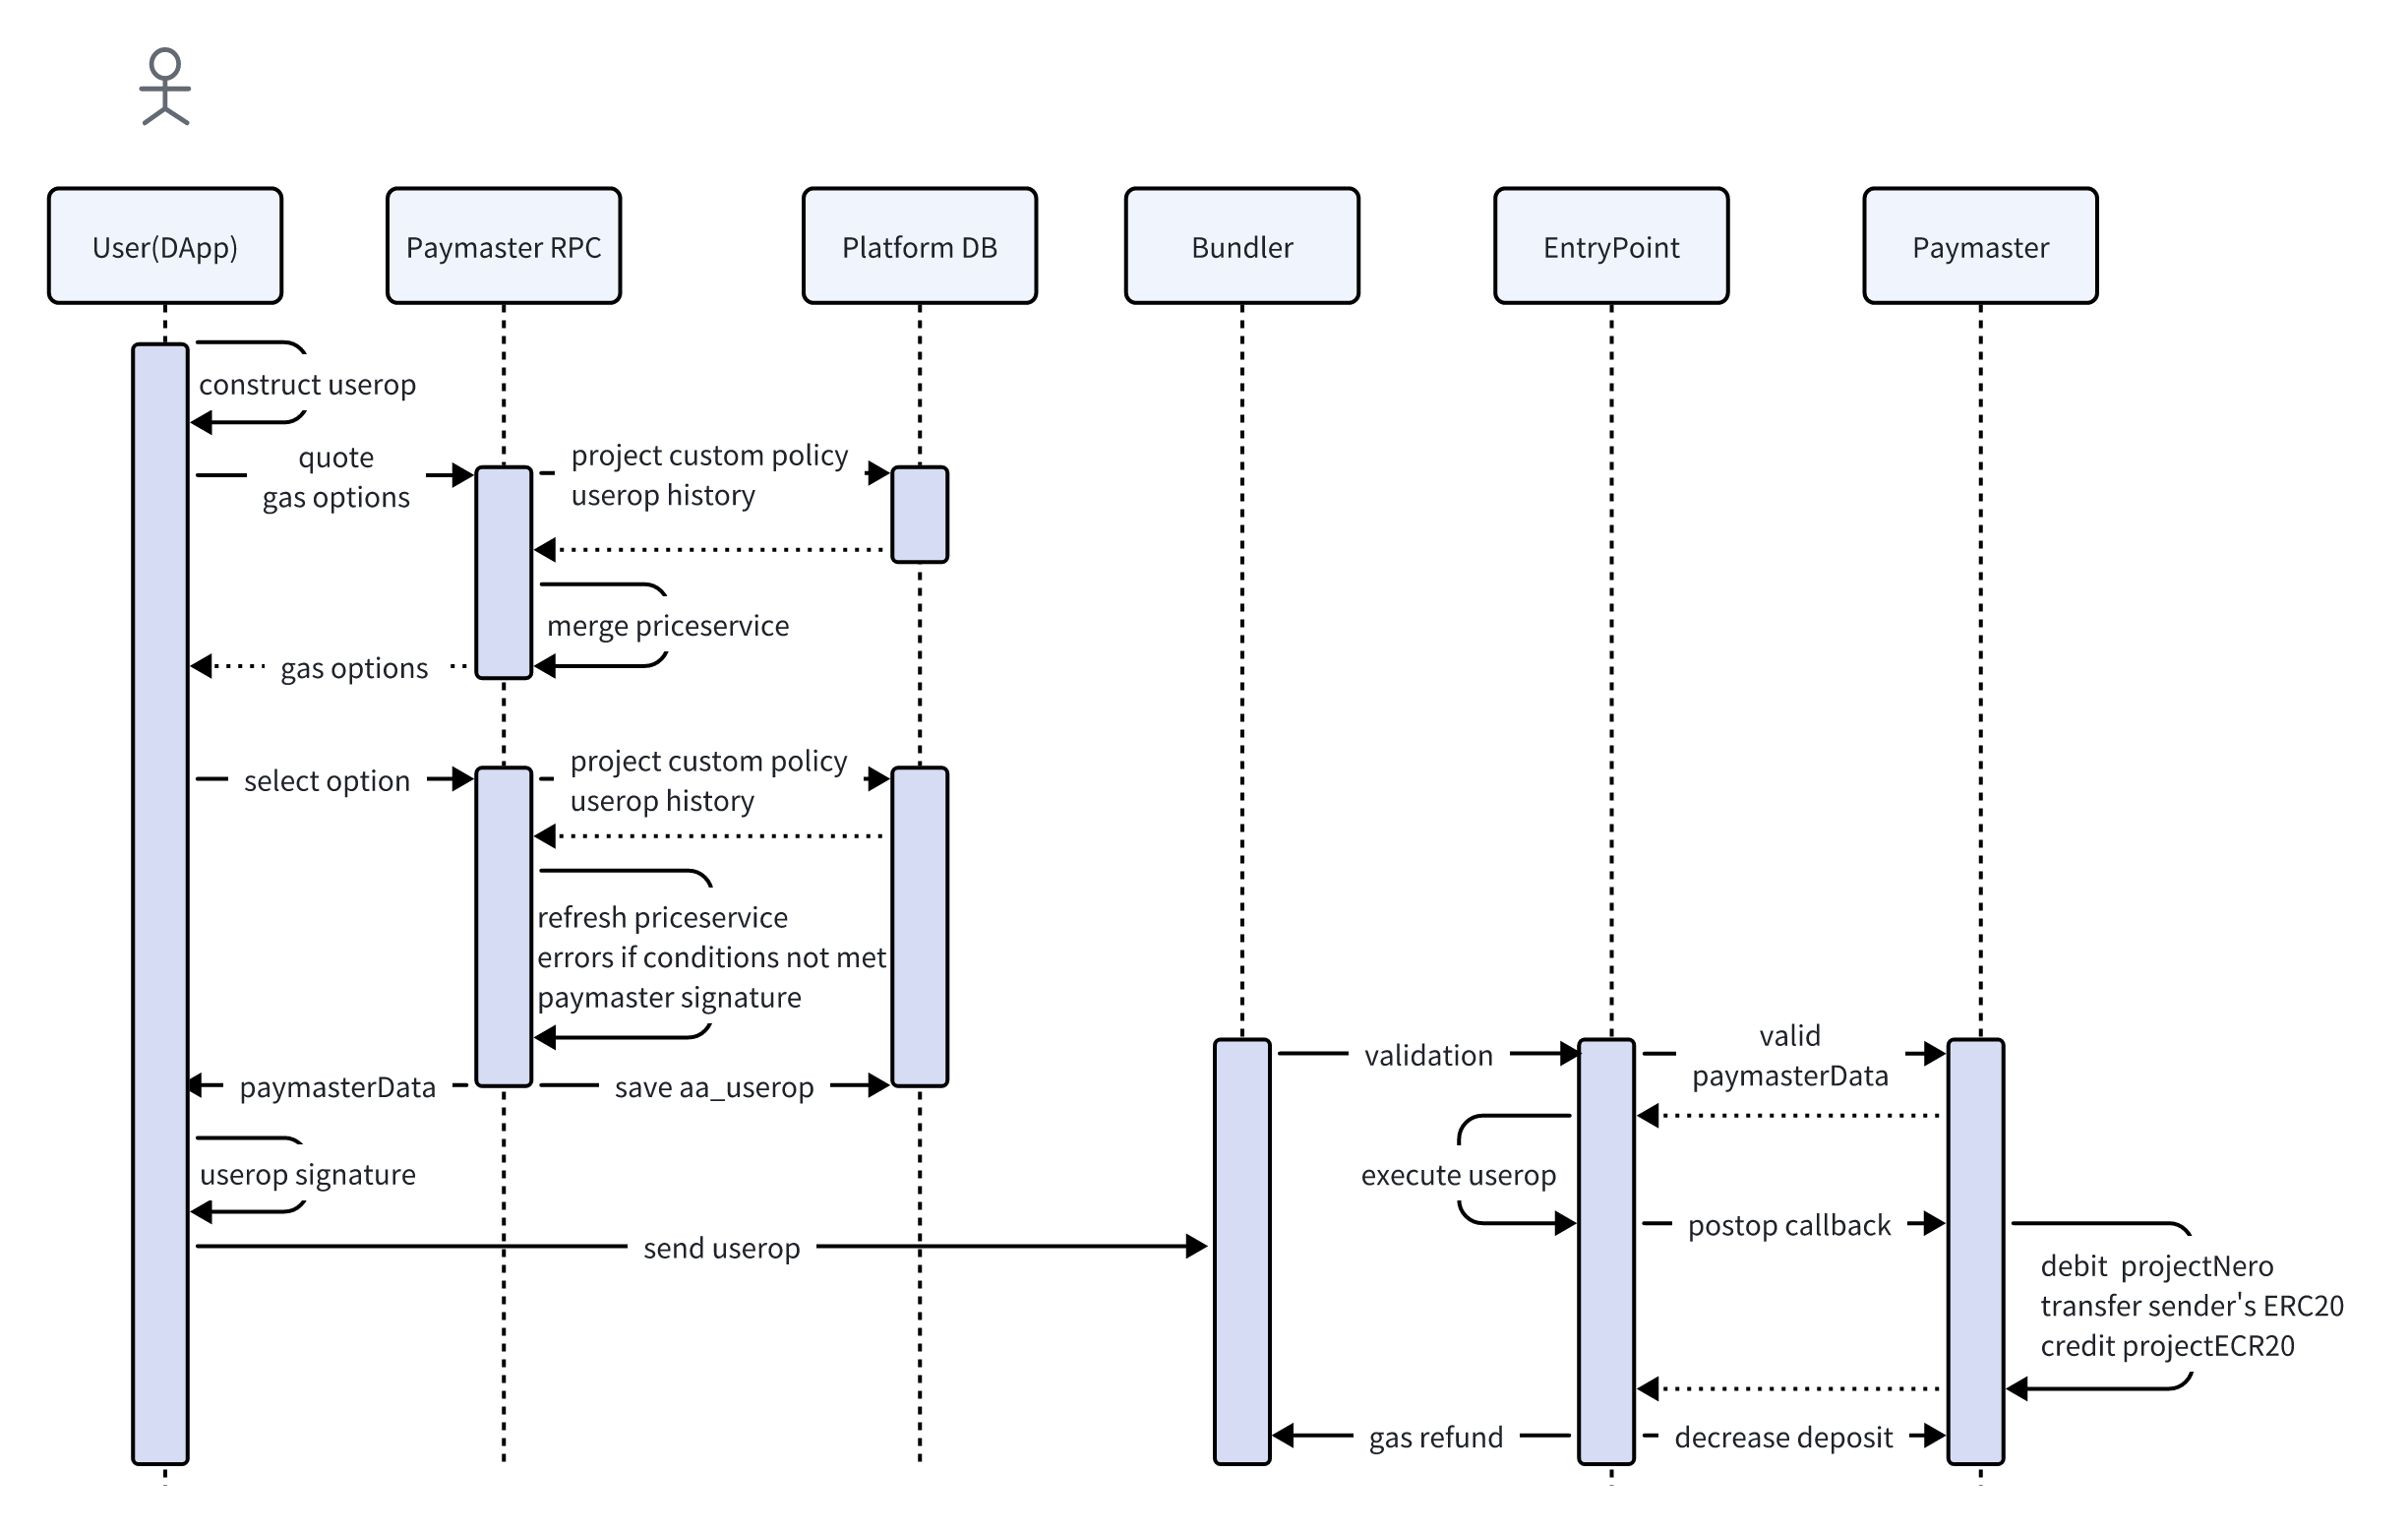 User(DApp)
Paymaster RPC
Platform DB
Bundler
EntryPoint
Paymaster
construct userop
quote
gas options
project custom policy
userop history
merge priceservice
gas options
select option
project custom policy
userop history
refresh priceservice
errors if conditions not met
paymaster signature
validation
valid
paymasterData
paymasterData
save aa_userop
userop signature
execute userop
postop callback
send userop
debit  projectNero
transfer sender's ERC20
credit projectECR20
gas refund
decrease deposit